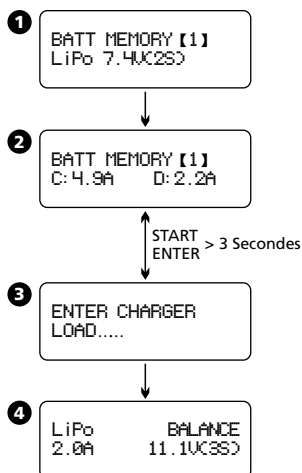 1
BATT MEMORY【1】
LiPo 7.4V(2S)
2
BATT MEMORY【1】
C:4.9A D:2.2A
START
ENTER > 3 Secondes
3
ENTER CHARGER
LOAD.....
4
LiPo BALANCE
2.0A 11.1V(3S)